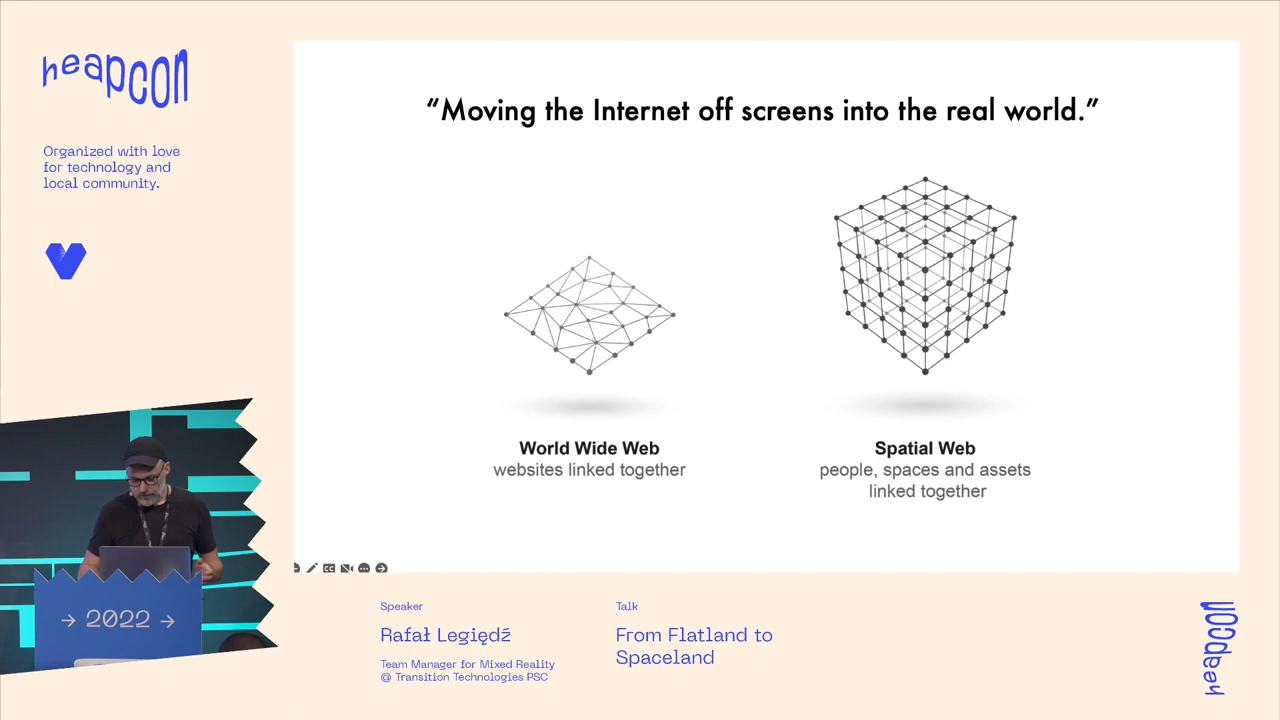 heapcon
Organized with love
for technology and
local community.
“Moving the Internet off screens into the real world.”
World Wide Web
websites linked together
Spatial Web
people, spaces and assets
linked together
CC
→ 2022 →
Speaker
Rafał Legiędź
Team Manager for Mixed Reality
@ Transition Technologies PSC
Talk
From Flatland to
Spaceland
heapcon